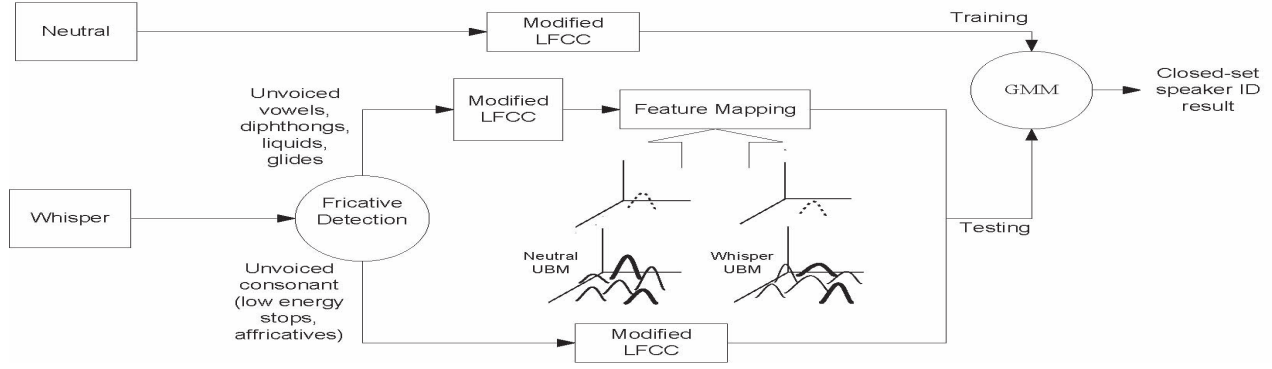 Neutral
Modified
LFCC
Training
GMM
Closed-set
speaker ID
result
Unvoiced
vowels,
diphthongs,
liquids,
glides
Modified
LFCC
Feature Mapping
Whisper
Fricative
Detection
Neutral
UBM
Whisper
UBM
Testing
Unvoiced
consonant
(low energy
stops,
affricatives)
Modified
LFCC